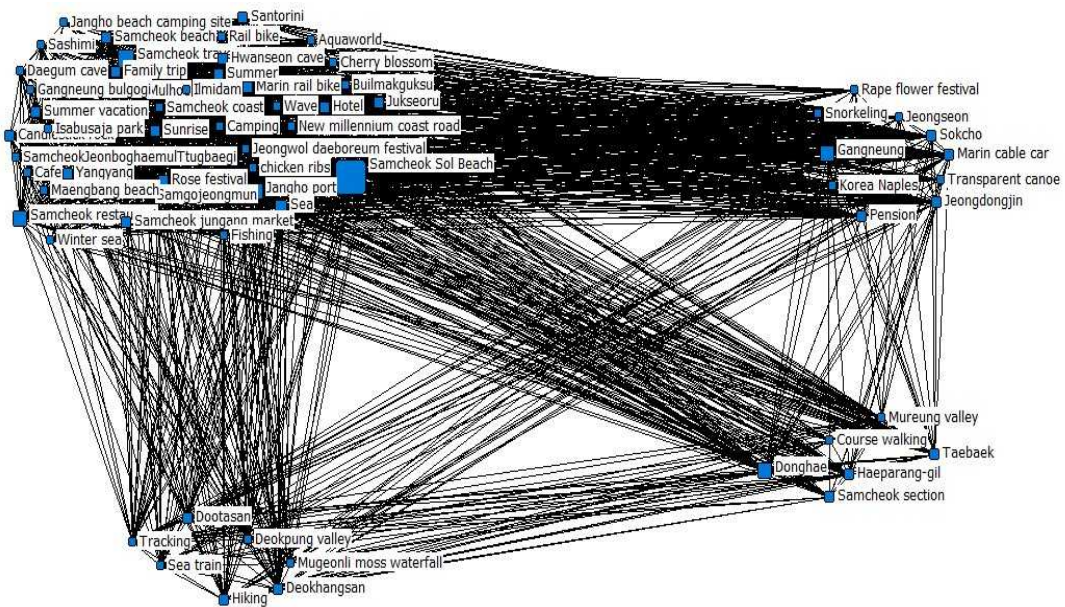 Santorini
Jangho beach camping site
Samcheok beach
Rail bike
Aquaworld
Sashimi
Samcheok
Hwanseon cave
Cherry blossom
Daegum cave
Family trip
Summer
Gangneung bulgogi
Ilmidam
Marin rail bike
Builmakguksu
Summer vacation
Samcheok coast
Wave
Hotel
Jukseoru
Isabusaja park
Sunrise
Camping
New millennium coast road
SamcheokJeonboghaemulTtugbaegi
Jeongwol daeboreum festival
Cafe
Yangyang
chicken ribs
Samcheok Sol Beach
Maengbang beach
Rose festival
Samgojeongmun
Jangho port
Sea
Samcheok
Samcheok jungang market
Winter sea
Fishing
Rape flower festival
Snorkeling
Jeongseon
Sokcho
Gangneung
Marin cable car
Korea Naples
Transparent canoe
Pension
Jeongdongjin
Mureung valley
Course walking
Taebaek
Donghae
Haeparang-gil
Samcheok section
Dootasan
Tracking
Deokpung valley
Sea train
Mugeonli moss waterfall
Deokhangsan
Hiking